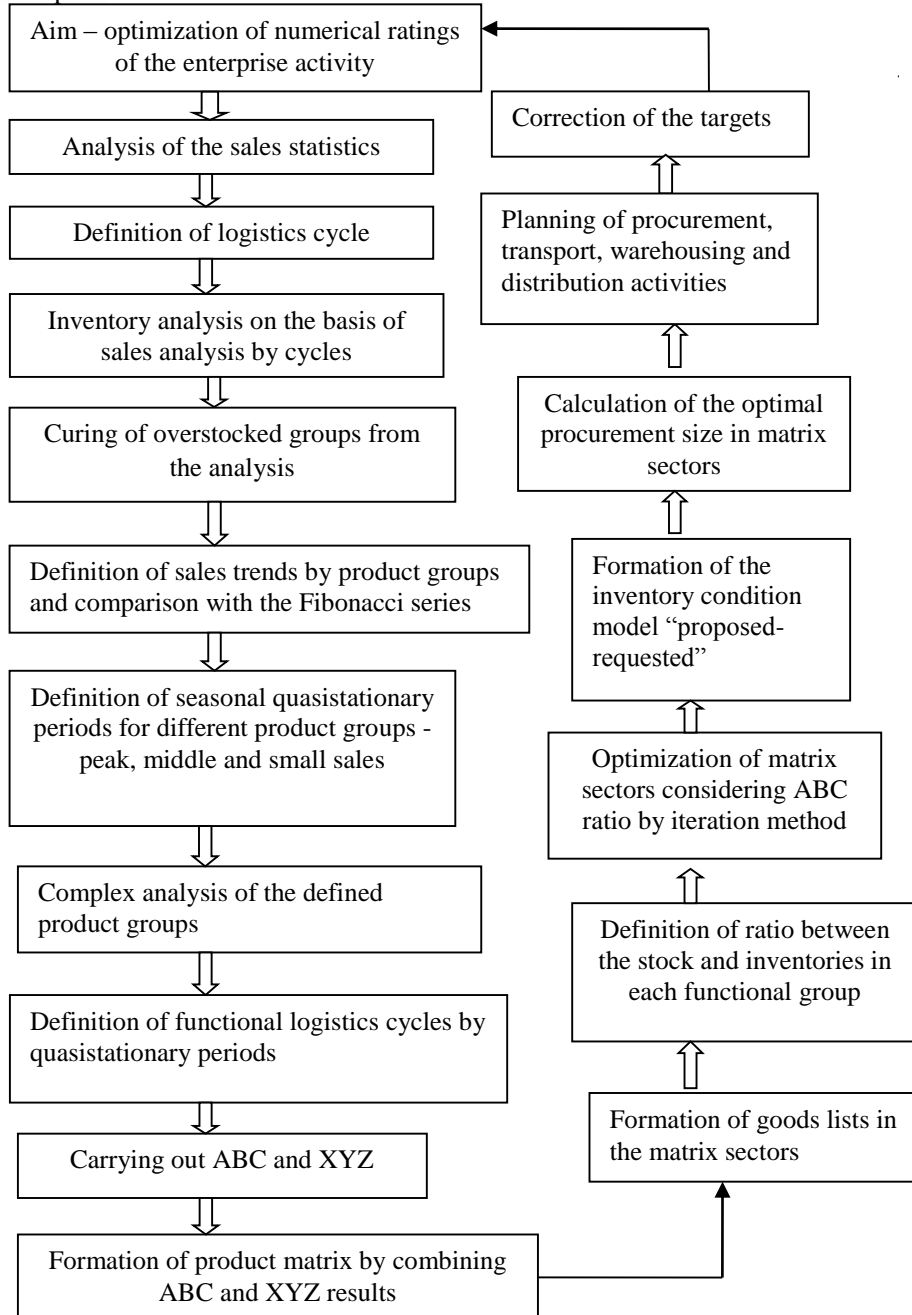 Aim – optimization of numerical ratings
of the enterprise activity
Analysis of the sales statistics
Definition of logistics cycle
Inventory analysis on the basis of
sales analysis by cycles
Curing of overstocked groups from
the analysis
Definition of sales trends by product groups
and comparison with the Fibonacci series
Definition of seasonal quasistationary
periods for different product groups -
peak, middle and small sales
Complex analysis of the defined
product groups
Definition of functional logistics cycles by
quasistationary periods
Carrying out ABC and XYZ
Formation of product matrix by combining
ABC and XYZ results
Formation of goods lists in
the matrix sectors
Definition of ratio between
the stock and inventories in
each functional group
Optimization of matrix
sectors considering ABC
ratio by iteration method
Formation of the
inventory condition
model “proposed-
requested”
Calculation of the optimal
procurement size in matrix
sectors
Planning of procurement,
transport, warehousing and
distribution activities
Correction of the targets